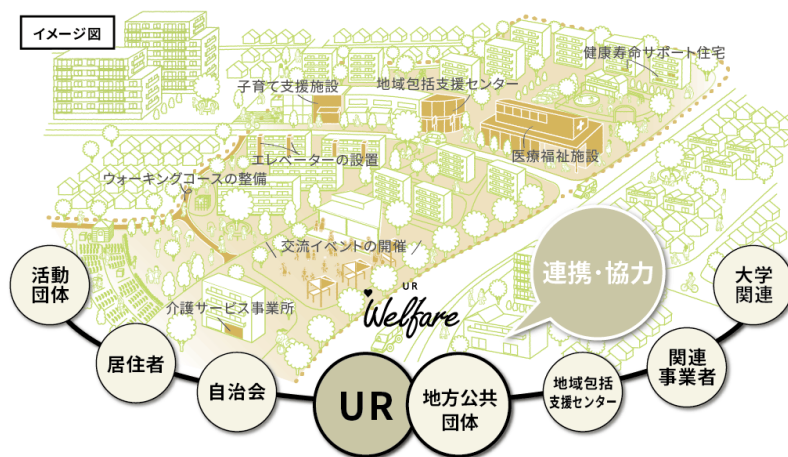 イメージ図
健康寿命サポート住宅
子育て支援施設
地域包括支援センター
エレベーターの設置
医療福祉施設
ウォーキングコースの整備
交流イベントの開催
介護サービス事業所
UR
Welfare
連携・協力
活動
団体
居住者
自治会
UR
地方公共
団体
地域包括
支援センター
関連
事業者
大学
関連